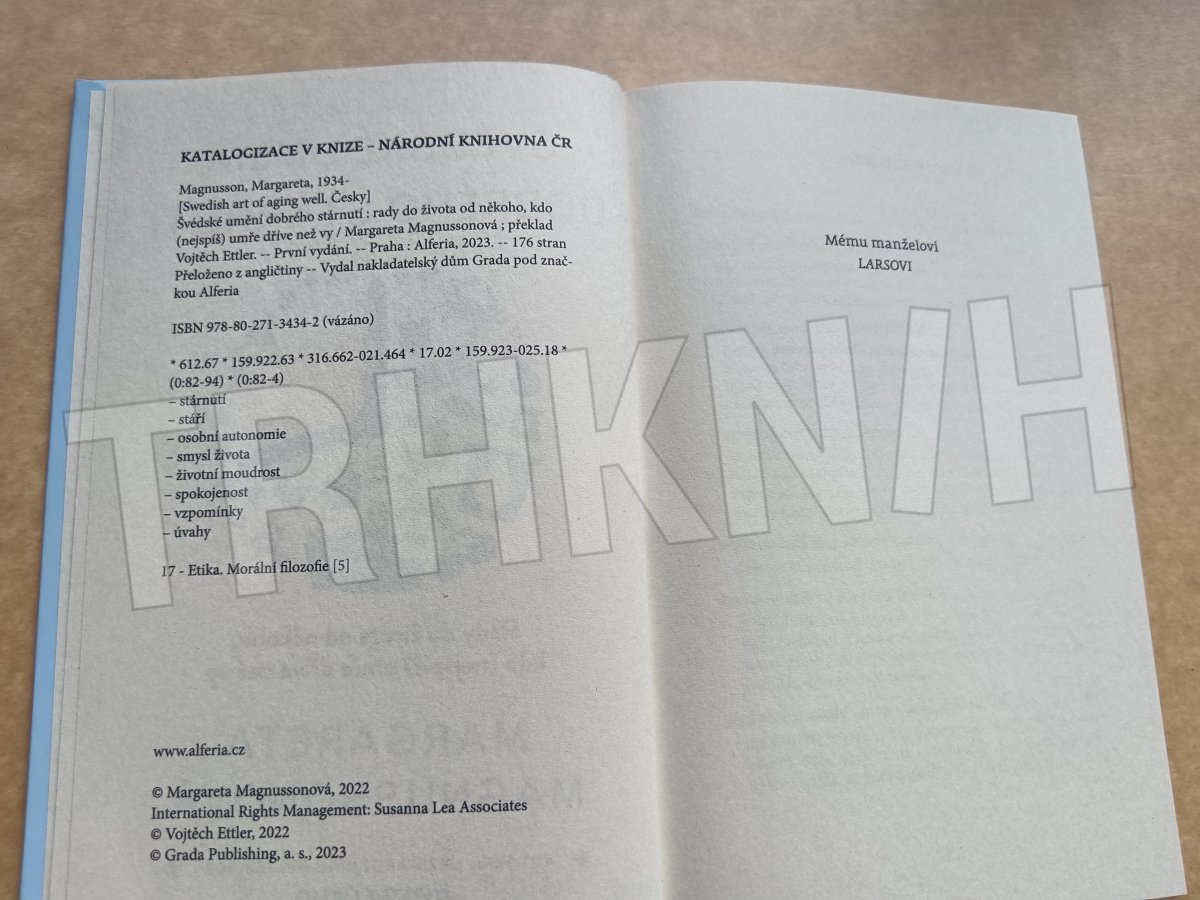 KATALOGIZACE V KNIZE – NÁRODNÍ KNIHOVNA ČR
Magnusson, Margareta, 1934-
[Swedish art of aging well. Česky]
Švédské umění dobrého stárnutí : rady do života od někoho, kdo
(nejspíš) umře dříve než vy / Margareta Magnussonová ; překlad
Vojtěch Ettler. -- První vydání. -- Praha : Alferia, 2023. -- 176 stran
Přeloženo z angličtiny -- Vydal nakladatelský dům Grada pod znač-
kou Alferia
ISBN 978-80-271-3434-2 (vázáno)
* 612.67 * 159.922.63 * 316.662-021.464 * 17.02 * 159.923-025.18 *
(0:82-94) * (0:82-4)
– stárnutí
– stáří
– osobní autonomie
– smysl života
– životní moudrost
– spokojenost
– vzpomínky
– úvahy
17 - Etika. Morální filozofie [5]
www.alferia.cz
© Margareta Magnussonová, 2022
International Rights Management: Susanna Lea Associates
© Vojtěch Ettler, 2022
© Grada Publishing, a. s., 2023
Mému manželovi
LARSOVI
TRHKN/H